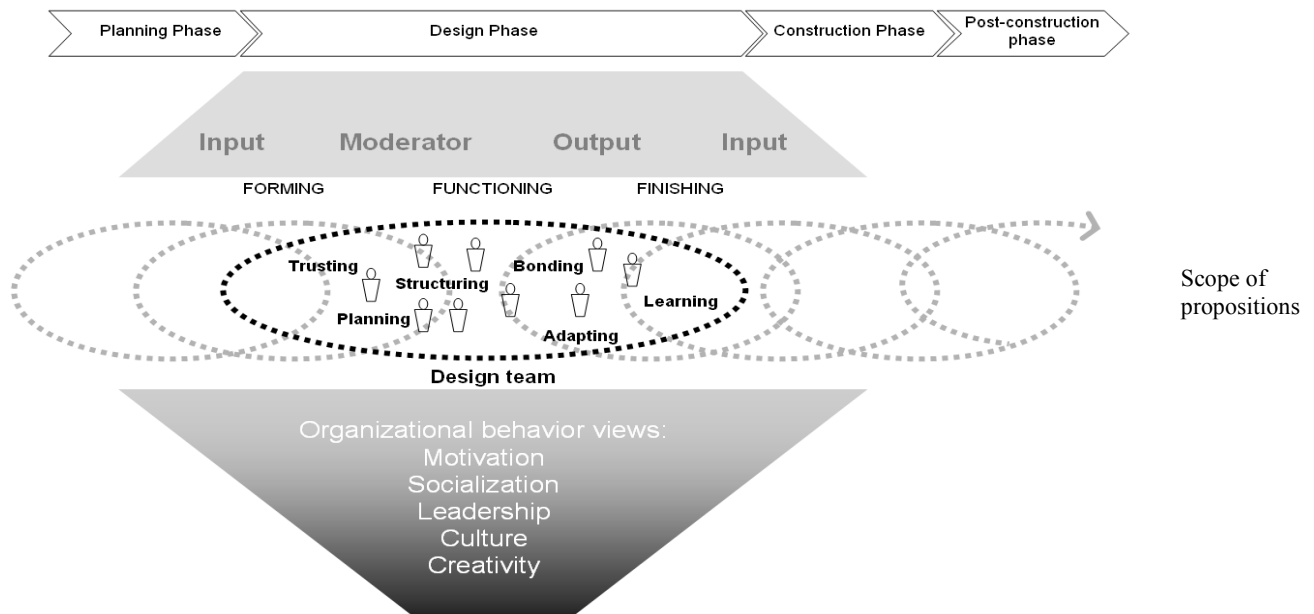 Planning Phase
Design Phase
Construction Phase
Post-construction
phase
Input
Moderator
Output
Input
FORMING
FUNCTIONING
FINISHING
Trusting
Structuring
Bonding
Planning
Learning
Adapting
Design team
Scope of
propositions
Organizational behavior views:
Motivation
Socialization
Leadership
Culture
Creativity